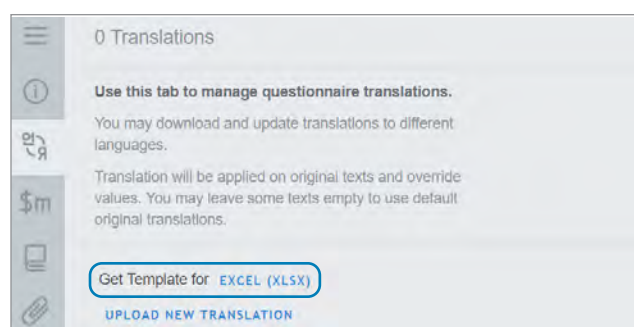 0 Translations
Use this tab to manage questionnaire translations.
You may download and update translations to different
languages.
Translation will be applied on original texts and override
values. You may leave some texts empty to use default
original translations.
$m
Get Template for EXCEL (XLSX)
UPLOAD NEW TRANSLATION